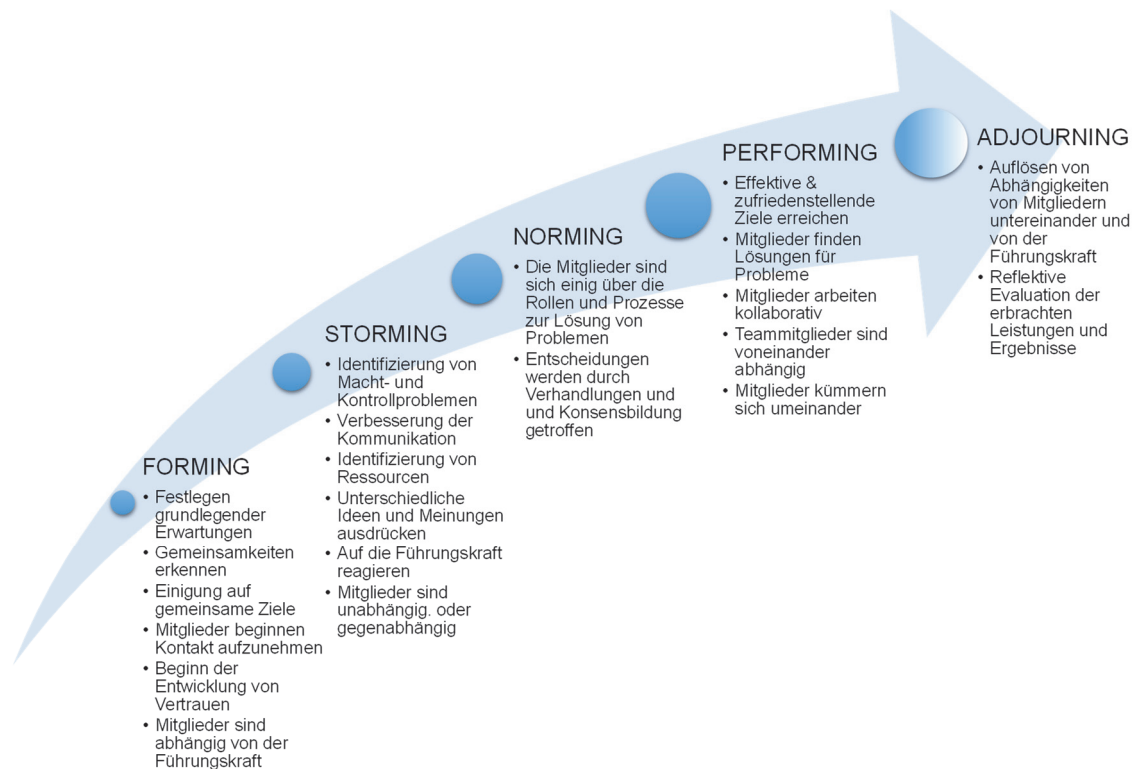 FORMING
• Festlegen
grundlegender
Erwartungen
• Gemeinsamkeiten
erkennen
• Einigung auf
gemeinsame Ziele
• Mitglieder beginnen
Kontakt aufzunehmen
• Beginn der
Entwicklung von
Vertrauen
• Mitglieder sind
abhängig von der
Führungskraft
STORMING
• Identifizierung von
Macht- und
Kontrollproblemen
• Verbesserung der
Kommunikation
• Identifizierung von
Ressourcen
• Unterschiedliche
Ideen und Meinungen
ausdrücken
• Auf die Führungskraft
reagieren
• Mitglieder sind
unabhängig. oder
gegenabhängig
NORMING
• Die Mitglieder sind
sich einig über die
Rollen und Prozesse
zur Lösung von
Problemen
• Entscheidungen
werden durch
Verhandlungen und
und Konsensbildung
getroffen
PERFORMING
• Effektive &
zufriedenstellende
Ziele erreichen
• Mitglieder finden
Lösungen für
Probleme
• Mitglieder arbeiten
kollaborativ
• Teammitglieder sind
voneinander
abhängig
• Mitglieder kümmern
sich umeinander
ADJOURNING
• Auflösen von
Abhängigkeiten
von Mitgliedern
untereinander und
von der
Führungskraft
• Reflektive
Evaluation der
erbrachten
Leistungen und
Ergebnisse